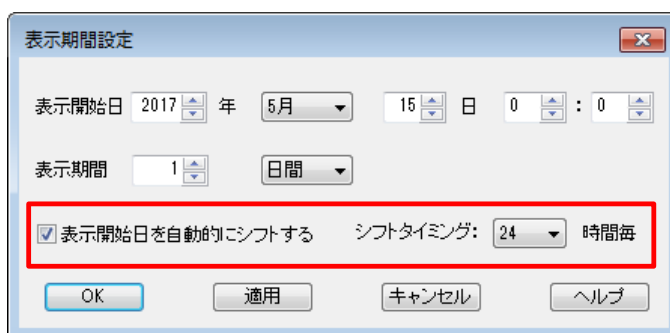 表示期間設定
表示開始日 2017 年 5月 15 日 0 : 0
表示期間 1 日間
表示開始日を自動的にシフトする シフトタイミング: 24 時間毎
OK 適用 キャンセル ヘルプ